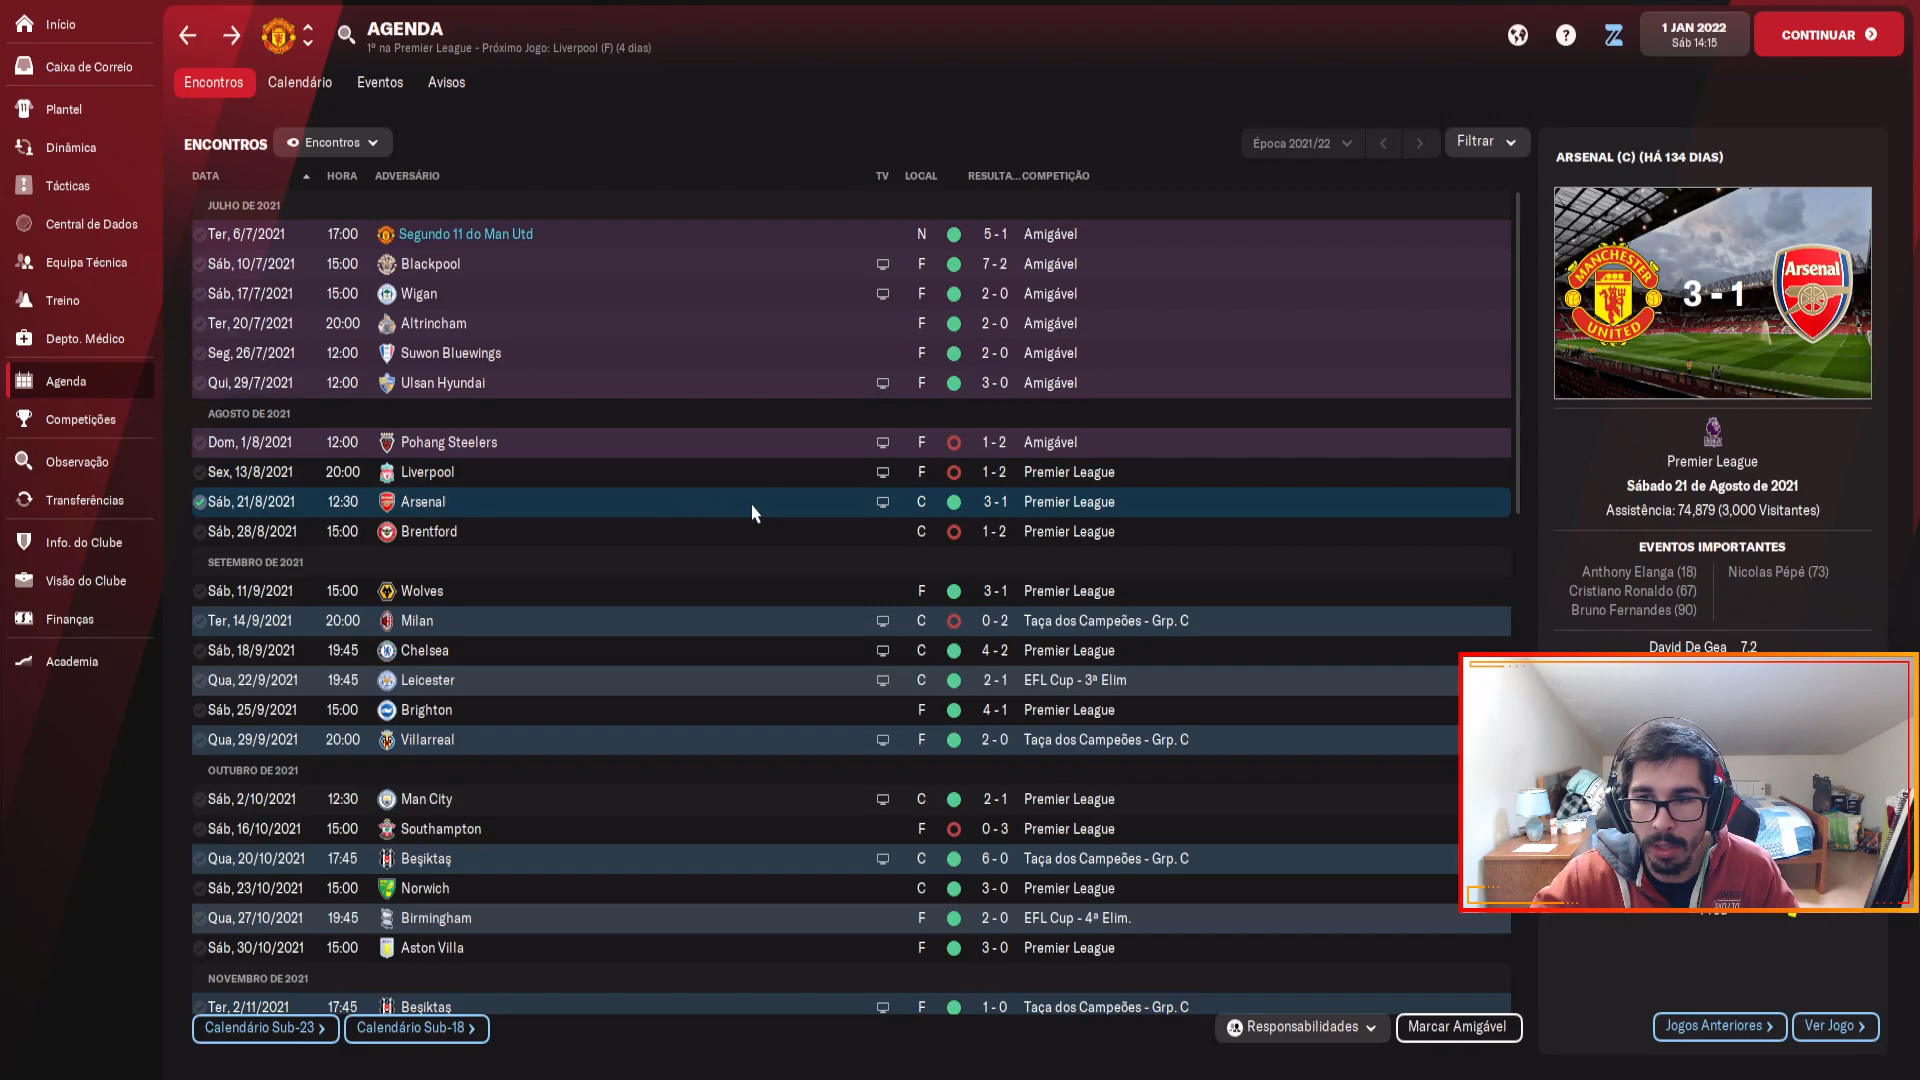 Início
Caixa de Correio
Plantel
Dinâmica
Tácticas
Central de Dados
Equipa Técnica
Treino
Depto. Médico
Agenda
Competições
Observação
Transferências
Info. do Clube
Visão do Clube
Finanças
Academia
AGENDA
1º na Premier League - Próximo Jogo: Liverpool (F) (4 dias)
1 JAN 2022
Sáb 14:15
CONTINUAR
Encontros Calendário Eventos Avisos
ENCONTROS Encontros Época 2021/22 Filtrar
DATA HORA ADVERSÁRIO TV LOCAL RESULTA... COMPETIÇÃO
JULHO DE 2021
Ter, 6/7/2021 17:00 Segundo 11 do Man Utd N 5 - 1 Amigável
Sáb, 10/7/2021 15:00 Blackpool F 7 - 2 Amigável
Sáb, 17/7/2021 15:00 Wigan F 2 - 0 Amigável
Ter, 20/7/2021 20:00 Altrincham F 2 - 0 Amigável
Seg, 26/7/2021 12:00 Suwon Bluewings F 2 - 0 Amigável
Qui, 29/7/2021 12:00 Ulsan Hyundai F 3 - 0 Amigável
AGOSTO DE 2021
Dom, 1/8/2021 12:00 Pohang Steelers F 1 - 2 Amigável
Sex, 13/8/2021 20:00 Liverpool F 1 - 2 Premier League
Sáb, 21/8/2021 12:30 Arsenal C 3 - 1 Premier League
Sáb, 28/8/2021 15:00 Brentford C 1 - 2 Premier League
SETEMBRO DE 2021
Sáb, 11/9/2021 15:00 Wolves F 3 - 1 Premier League
Ter, 14/9/2021 20:00 Milan C 0 - 2 Taça dos Campeões - Grp. C
Sáb, 18/9/2021 19:45 Chelsea C 4 - 2 Premier League
Qua, 22/9/2021 19:45 Leicester C 2 - 1 EFL Cup - 3ª Elim
Sáb, 25/9/2021 15:00 Brighton F 4 - 1 Premier League
Qua, 29/9/2021 20:00 Villarreal F 2 - 0 Taça dos Campeões - Grp. C
OUTUBRO DE 2021
Sáb, 2/10/2021 12:30 Man City C 2 - 1 Premier League
Sáb, 16/10/2021 15:00 Southampton F 0 - 3 Premier League
Qua, 20/10/2021 17:45 Beşiktaş C 6 - 0 Taça dos Campeões - Grp. C
Sáb, 23/10/2021 15:00 Norwich C 3 - 0 Premier League
Qua, 27/10/2021 19:45 Birmingham F 2 - 0 EFL Cup - 4ª Elim.
Sáb, 30/10/2021 15:00 Aston Villa F 3 - 0 Premier League
NOVEMBRO DE 2021
Ter, 2/11/2021 17:45 Beşiktaş F 1 - 0 Taça dos Campeões - Grp. C
Calendário Sub-23 Calendário Sub-18 Responsabilidades Marcar Amigável
ARSENAL (C) (HÁ 134 DIAS)
MANCHESTER
UNITED
3 - 1
Arsenal
Premier League
Sábado 21 de Agosto de 2021
Assistência: 74,879 (3,000 Visitantes)
EVENTOS IMPORTANTES
Anthony Elanga (18) Nicolas Pépé (73)
Cristiano Ronaldo (67)
Bruno Fernandes (90)
David De Gea 7.2
Jogos Anteriores Ver Jogo